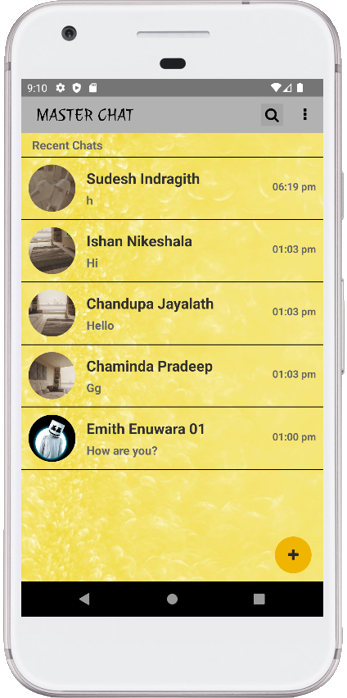 9:10
MASTER CHAT
Recent Chats
Sudesh Indragith
06:19 pm
h
Ishan Nikeshala
01:03 pm
Hi
Chandupa Jayalath
01:03 pm
Hello
Chaminda Pradeep
01:03 pm
Gg
Emith Enuwara 01
01:00 pm
How are you?
+